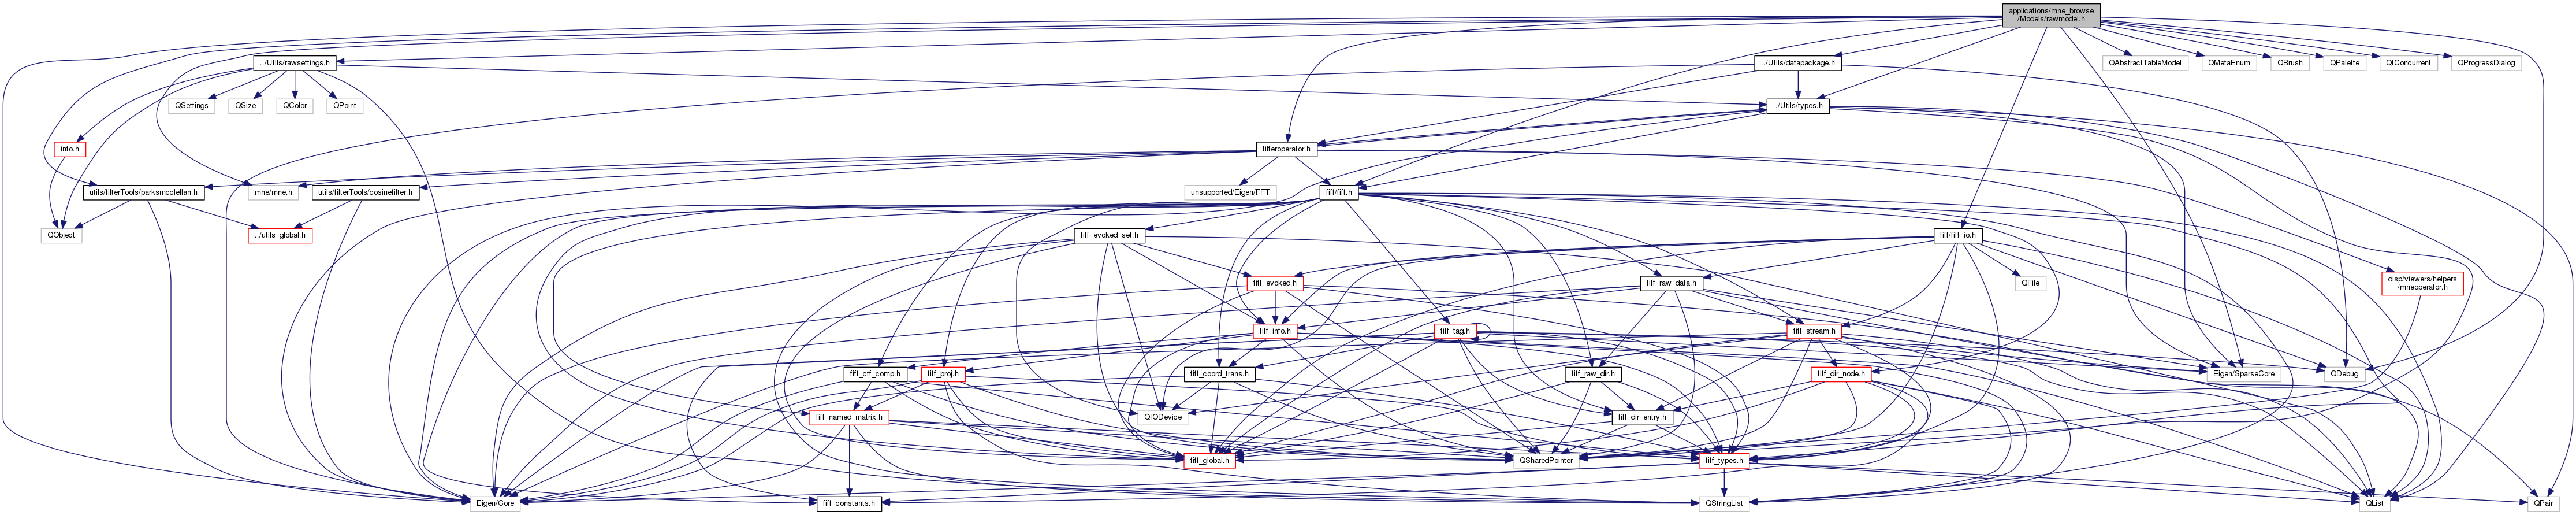 applications/mne_browse
/Models/rawmodel.h
../Utils/rawsettings.h
../Utils/datapackage.h
QAbstractTableModel
QMetaEnum
QBrush
QPalette
QtConcurrent
QProgressDialog
QSettings
QSize
QColor
QPoint
../Utils/types.h
info.h
filteroperator.h
utils/filterTools/parksmcclellan.h
mne/mne.h
utils/filterTools/cosinefilter.h
unsupported/Eigen/FFT
fiff/fiff.h
QObject
../utils_global.h
fiff_evoked_set.h
fiff/fiff_io.h
fiff_evoked.h
fiff_raw_data.h
QFile
disp/viewers/helpers
/mneoperator.h
fiff_info.h
fiff_tag.h
fiff_stream.h
fiff_ctf_comp.h
fiff_proj.h
fiff_coord_trans.h
fiff_raw_dir.h
fiff_dir_node.h
Eigen/SparseCore
QDebug
fiff_named_matrix.h
QIODevice
fiff_dir_entry.h
fiff_global.h
QSharedPointer
fiff_types.h
Eigen/Core
fiff_constants.h
QStringList
QList
QPair